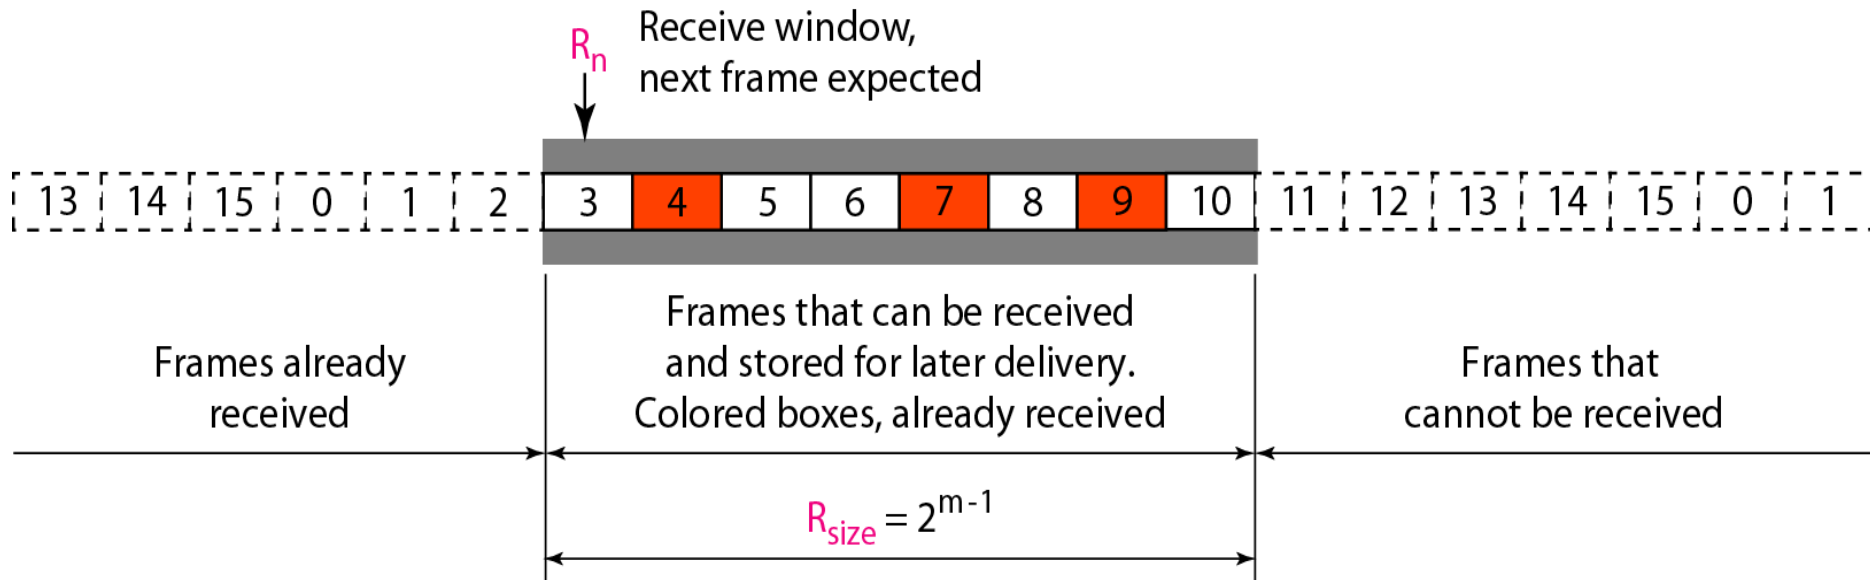 Rn
Receive window,
next frame expected
13 14 15 0 1 2 3 4 5 6 7 8 9 10 11 12 13 14 15 0 1
Frames already
received
Frames that can be received
and stored for later delivery.
Colored boxes, already received
Frames that
cannot be received
Rsize = 2^m-1